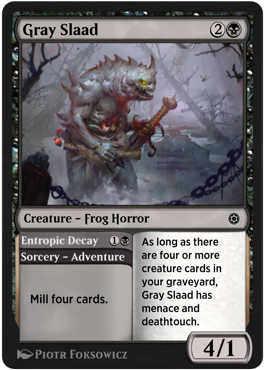 Gray Slaad 2
Creature – Frog Horror
Entropic Decay 1
Sorcery – Adventure
Mill four cards.
As long as there
are four or more
creature cards in
your graveyard,
Gray Slaad has
menace and
deathtouch.
4/1
Piotr Foksowicz